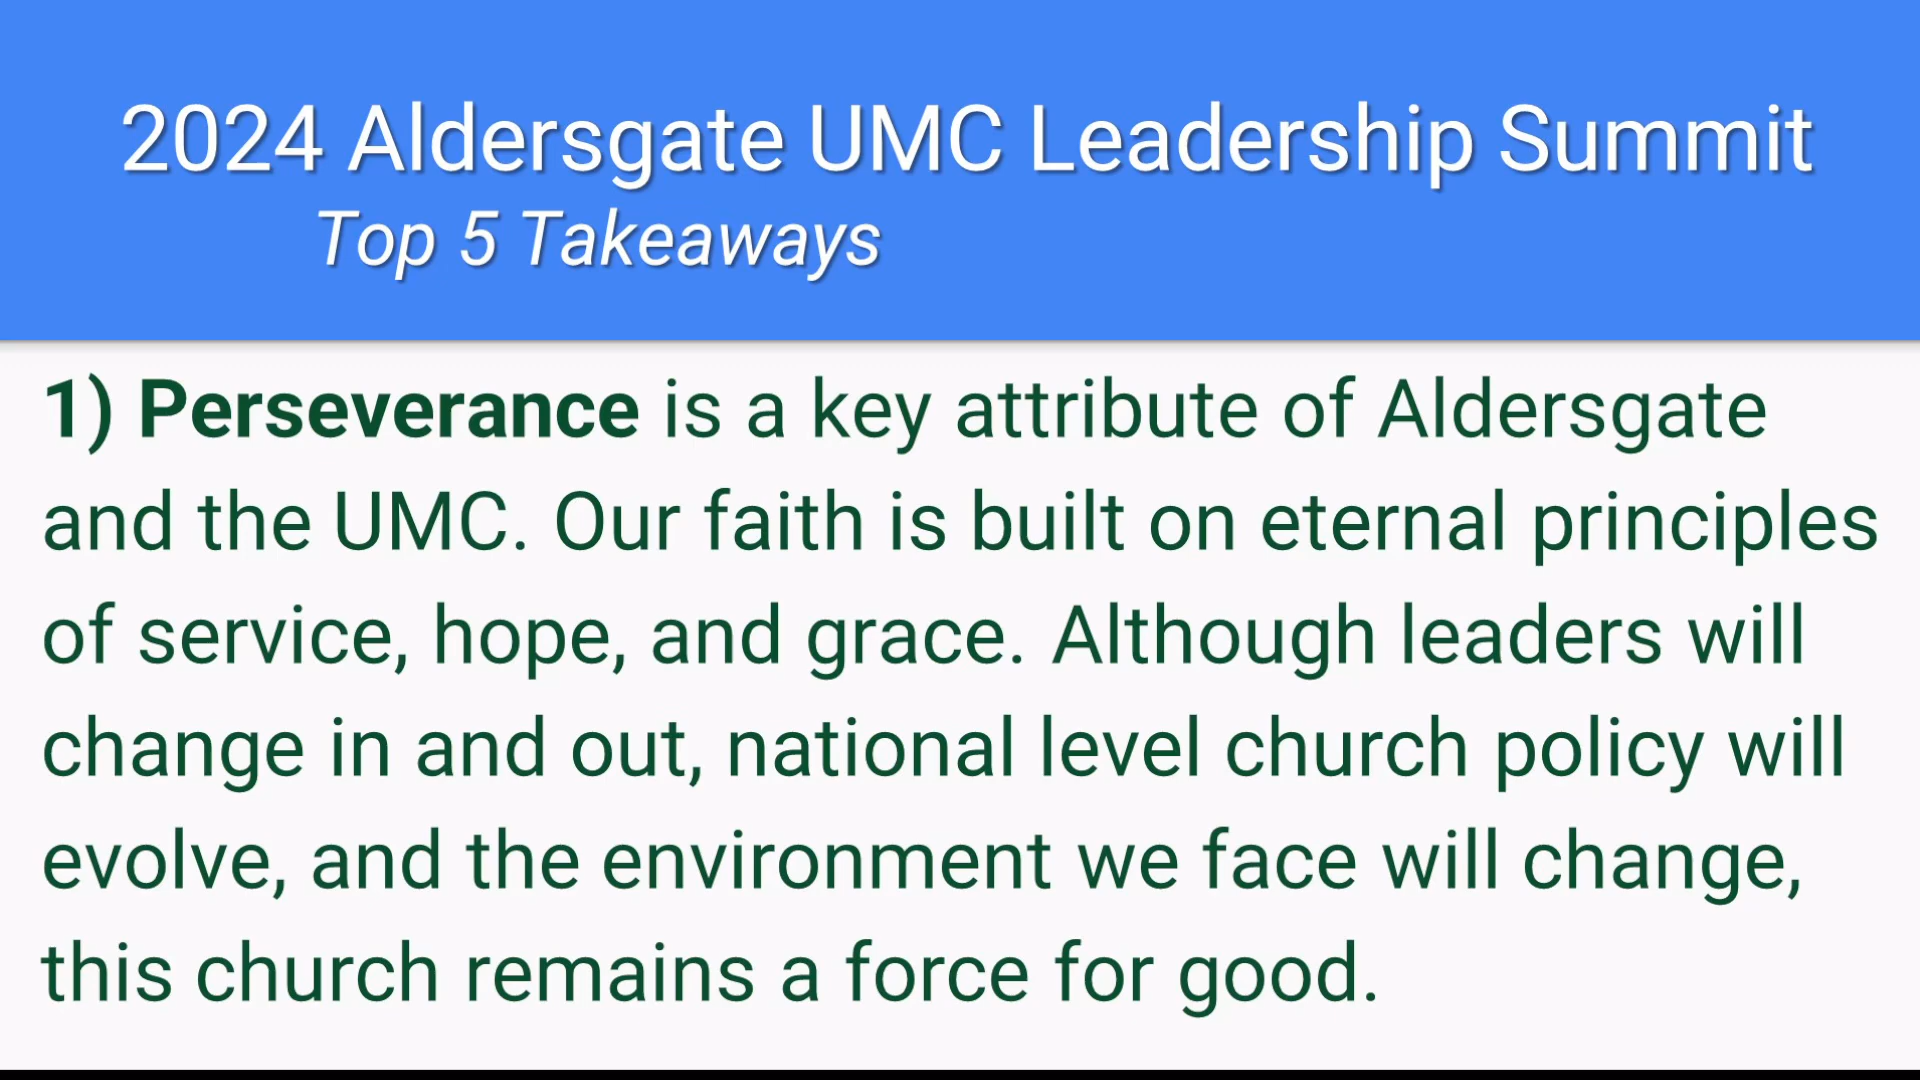 2024 Aldersgate UMC Leadership Summit
Top 5 Takeaways
1) Perseverance is a key attribute of Aldersgate
and the UMC. Our faith is built on eternal principles
of service, hope, and grace. Although leaders will
change in and out, national level church policy will
evolve, and the environment we face will change,
this church remains a force for good.